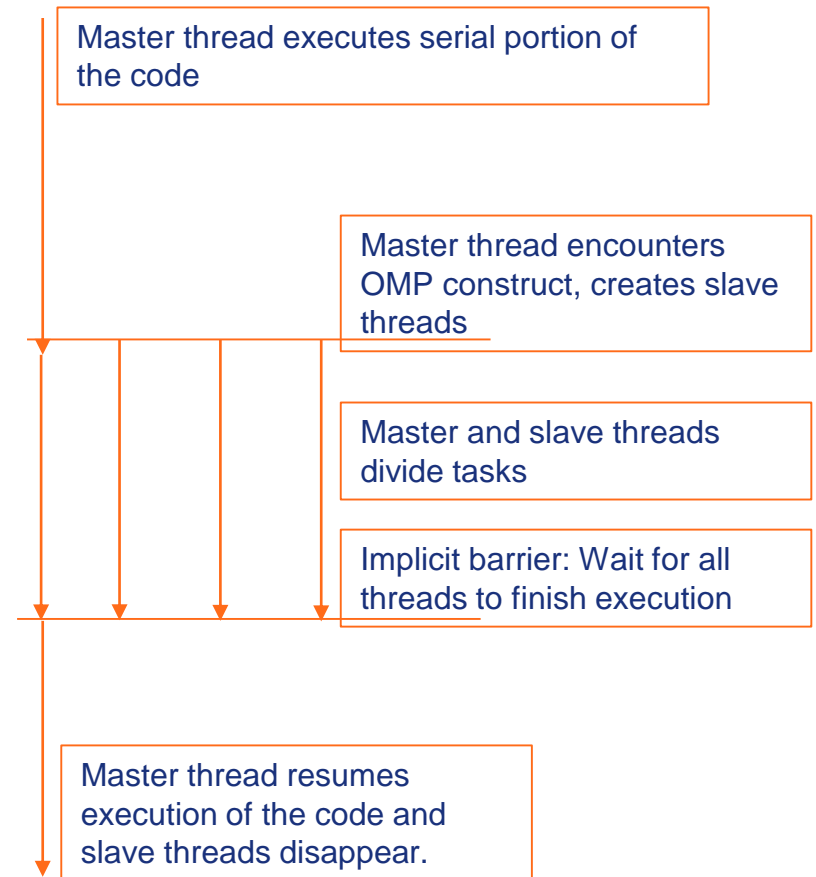 Master thread executes serial portion of
the code
Master thread encounters
OMP construct, creates slave
threads
Master and slave threads
divide tasks
Implicit barrier: Wait for all
threads to finish execution
Master thread resumes
execution of the code and
slave threads disappear.